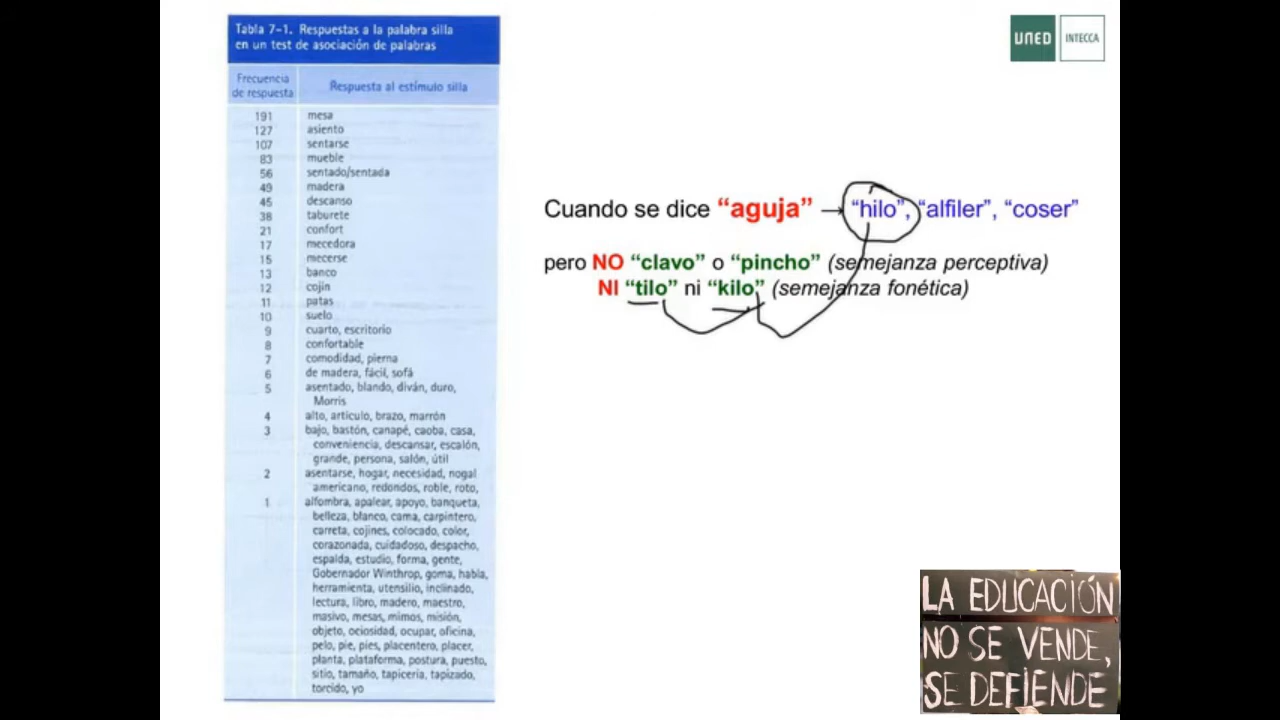 Tabla 7-1. Respuestas a la palabra silla
en un test de asociación de palabras
Frecuencia
de respuesta
Respuesta al estímulo silla
191 mesa
127 asiento
107 sentarse
83 mueble
56 sentado/sentada
49 madera
45 descanso
38 taburete
21 confort
17 mecedora
15 mecerse
13 banco
12 cojín
11 patas
10 suelo
9 cuarto, escritorio
8 confortable
7 comodidad, pierna
6 de madera, fácil, sofá
5 asentado, blando, diván, duro,
Morris
4 alto, artículo, brazo, marrón
3 bajo, bastón, canapé, caoba, casa,
conveniencia, descansar, escalón,
grande, persona, salón, útil
2 asentarse, hogar, necesidad, nogal
americano, redondos, roble, roto,
1 alfombra, apalear, apoyo, banqueta,
belleza, blanco, cama, carpintero,
carreta, cojines, colocado, color,
corazonada, cuidadoso, despacho,
espalda, estudio, forma, gente,
Gobernador Winthrop, goma, habla,
herramienta, utensilio, inclinado,
lectura, libro, madero, maestro,
masivo, mesas, mimos, misión,
objeto, ociosidad, ocupar, oficina,
pelo, pie, pies, placentero, placer,
planta, plataforma, postura, puesto,
sitio, tamaño, tapicería, tapizado,
torcido, yo
UNED INTECCA
Cuando se dice “aguja” → “hilo”, “alfiler”, “coser”
pero NO “clavo” o “pincho” (semejanza perceptiva)
NI “tilo” ni “kilo” (semejanza fonética)
LA EDUCACIÓN
NO SE VENDE,
SE DEFIENDE